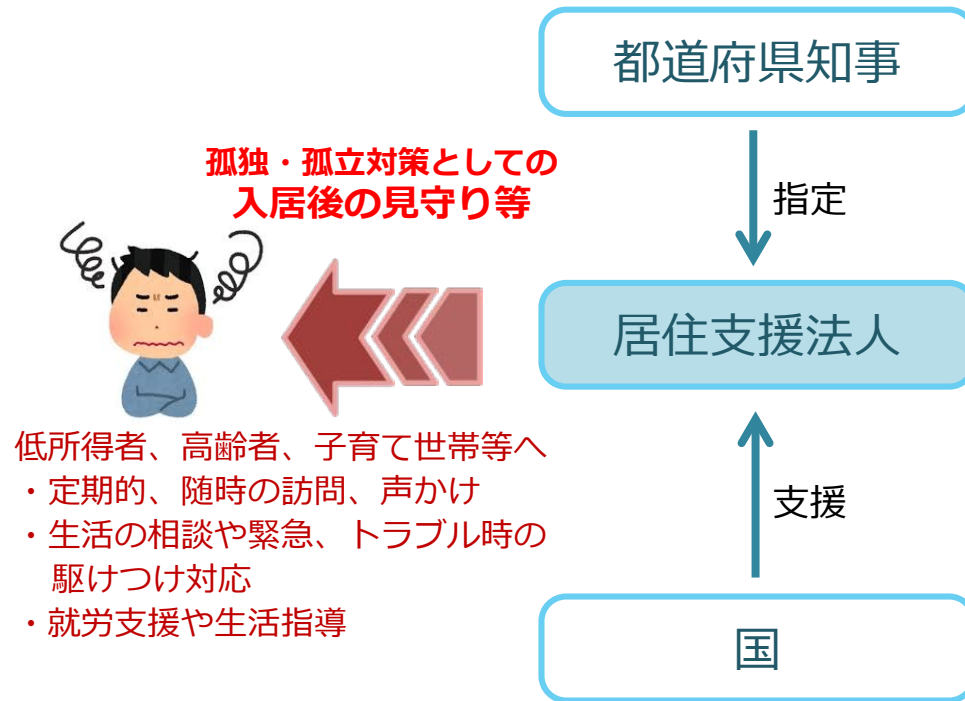 都道府県知事
孤独・孤立対策としての
入居後の見守り等
指定
居住支援法人
低所得者、高齢者、子育て世帯等へ
・定期的、随時の訪問、声かけ
・生活の相談や緊急、トラブル時の
駆けつけ対応
・就労支援や生活指導
支援
国